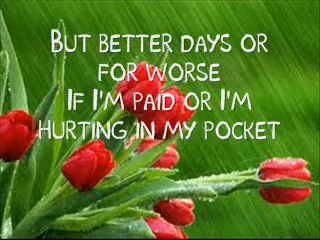 But better days or
for worse
If I'm paid or I'm
hurting in my pocket